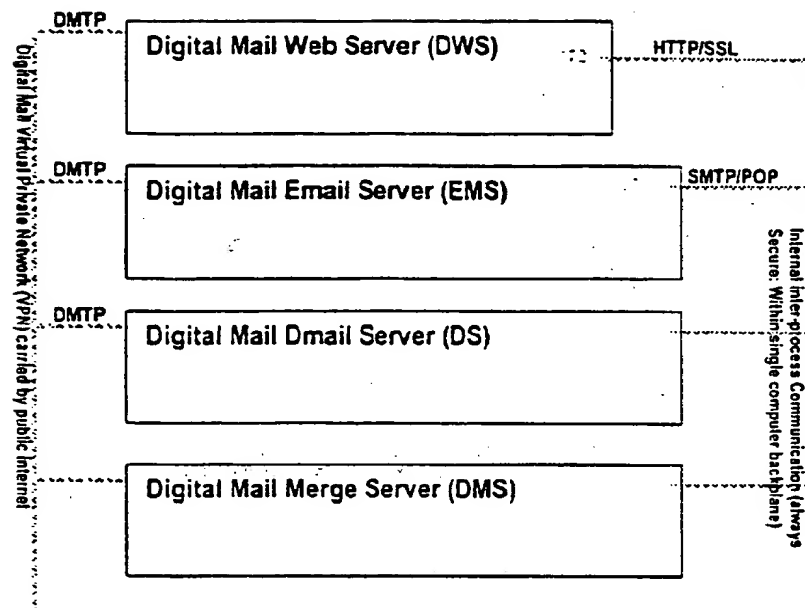 DMTP
Digital Mail Web Server (DWS)
HTTP/SSL
DMTP
Digital Mail Email Server (EMS)
SMTP/POP
DMTP
Digital Mail Dmail Server (DS)
Digital Mail Merge Server (DMS)
Digital Mail Virtual Private Network (VPN) carried by public Internet
Internal Inter-process Communication (always
Secure: Within single computer backplane)